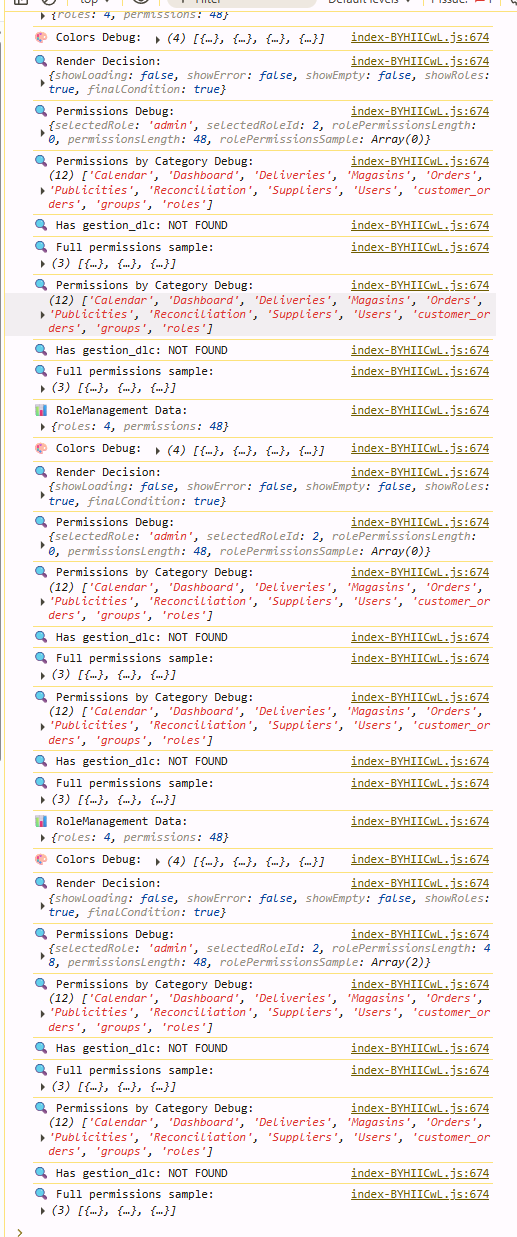 top
Filter
Default levels
1 Issue: 1
{roles: 4, permissions: 48}
Colors Debug: (4) [{…}, {…}, {…}, {…}] index-BYHIICwL.js:674
Render Decision: index-BYHIICwL.js:674
{showLoading: false, showError: false, showEmpty: false, showRoles:
true, finalCondition: true}
Permissions Debug: index-BYHIICwL.js:674
{selectedRole: 'admin', selectedRoleId: 2, rolePermissionsLength:
0, permissionsLength: 48, rolePermissionsSample: Array(0)}
Permissions by Category Debug: index-BYHIICwL.js:674
(12) ['Calendar', 'Dashboard', 'Deliveries', 'Magasins', 'Orders',
'Publicities', 'Reconciliation', 'Suppliers', 'Users', 'customer_or
ders', 'groups', 'roles']
Has gestion_dlc: NOT FOUND index-BYHIICwL.js:674
Full permissions sample: index-BYHIICwL.js:674
(3) [{…}, {…}, {…}]
Permissions by Category Debug: index-BYHIICwL.js:674
(12) ['Calendar', 'Dashboard', 'Deliveries', 'Magasins', 'Orders',
'Publicities', 'Reconciliation', 'Suppliers', 'Users', 'customer_or
ders', 'groups', 'roles']
Has gestion_dlc: NOT FOUND index-BYHIICwL.js:674
Full permissions sample: index-BYHIICwL.js:674
(3) [{…}, {…}, {…}]
RoleManagement Data: index-BYHIICwL.js:674
{roles: 4, permissions: 48}
Colors Debug: (4) [{…}, {…}, {…}, {…}] index-BYHIICwL.js:674
Render Decision: index-BYHIICwL.js:674
{showLoading: false, showError: false, showEmpty: false, showRoles:
true, finalCondition: true}
Permissions Debug: index-BYHIICwL.js:674
{selectedRole: 'admin', selectedRoleId: 2, rolePermissionsLength:
0, permissionsLength: 48, rolePermissionsSample: Array(0)}
Permissions by Category Debug: index-BYHIICwL.js:674
(12) ['Calendar', 'Dashboard', 'Deliveries', 'Magasins', 'Orders',
'Publicities', 'Reconciliation', 'Suppliers', 'Users', 'customer_or
ders', 'groups', 'roles']
Has gestion_dlc: NOT FOUND index-BYHIICwL.js:674
Full permissions sample: index-BYHIICwL.js:674
(3) [{…}, {…}, {…}]
Permissions by Category Debug: index-BYHIICwL.js:674
(12) ['Calendar', 'Dashboard', 'Deliveries', 'Magasins', 'Orders',
'Publicities', 'Reconciliation', 'Suppliers', 'Users', 'customer_or
ders', 'groups', 'roles']
Has gestion_dlc: NOT FOUND index-BYHIICwL.js:674
Full permissions sample: index-BYHIICwL.js:674
(3) [{…}, {…}, {…}]
RoleManagement Data: index-BYHIICwL.js:674
{roles: 4, permissions: 48}
Colors Debug: (4) [{…}, {…}, {…}, {…}] index-BYHIICwL.js:674
Render Decision: index-BYHIICwL.js:674
{showLoading: false, showError: false, showEmpty: false, showRoles:
true, finalCondition: true}
Permissions Debug: index-BYHIICwL.js:674
{selectedRole: 'admin', selectedRoleId: 2, rolePermissionsLength: 4
8, permissionsLength: 48, rolePermissionsSample: Array(2)}
Permissions by Category Debug: index-BYHIICwL.js:674
(12) ['Calendar', 'Dashboard', 'Deliveries', 'Magasins', 'Orders',
'Publicities', 'Reconciliation', 'Suppliers', 'Users', 'customer_or
ders', 'groups', 'roles']
Has gestion_dlc: NOT FOUND index-BYHIICwL.js:674
Full permissions sample: index-BYHIICwL.js:674
(3) [{…}, {…}, {…}]
Permissions by Category Debug: index-BYHIICwL.js:674
(12) ['Calendar', 'Dashboard', 'Deliveries', 'Magasins', 'Orders',
'Publicities', 'Reconciliation', 'Suppliers', 'Users', 'customer_or
ders', 'groups', 'roles']
Has gestion_dlc: NOT FOUND index-BYHIICwL.js:674
Full permissions sample: index-BYHIICwL.js:674
(3) [{…}, {…}, {…}]